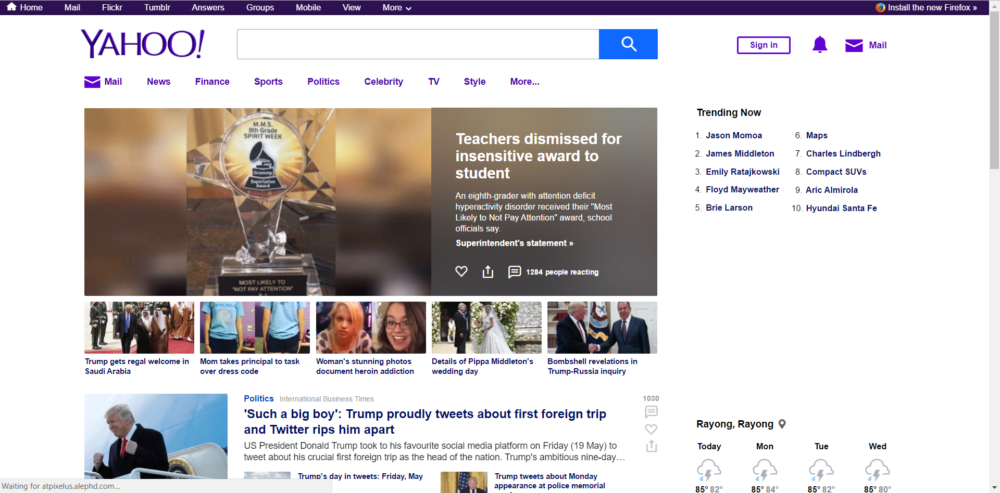 Home Mail Flickr Tumblr Answers Groups Mobile View More Install the new Firefox »
YAHOO!
Sign in
Mail
Mail News Finance Sports Politics Celebrity TV Style More...
M.M.S.
8th Grade
SPIRIT WEEK
Grammy
Superlative
Award
MOST LIKELY TO
"NOT PAY ATTENTION"
Teachers dismissed for
insensitive award to
student
An eighth-grader with attention deficit
hyperactivity disorder received their "Most
Likely to Not Pay Attention" award, school
officials say.
Superintendent's statement »
1284 people reacting
Trending Now
1. Jason Momoa
2. James Middleton
3. Emily Ratajkowski
4. Floyd Mayweather
5. Brie Larson
6. Maps
7. Charles Lindbergh
8. Compact SUVs
9. Aric Almirola
10. Hyundai Santa Fe
CHICAGO
Trump gets regal welcome in
Saudi Arabia
Mom takes principal to task
over dress code
Woman's stunning photos
document heroin addiction
Details of Pippa Middleton's
wedding day
Bombshell revelations in
Trump-Russia inquiry
Politics International Business Times
1030
'Such a big boy': Trump proudly tweets about first foreign trip
and Twitter rips him apart
US President Donald Trump took to his favourite social media platform on Friday (19 May) to
tweet about his crucial first foreign trip as the head of the nation. Trump's ambitious nine-day…
Trump's day in tweets: Friday, May
Trump tweets about Monday
appearance at police memorial
Rayong, Rayong
Today Mon Tue Wed
85° 82° 85° 84° 85° 82° 85° 80°
Waiting for atpixelus.alephd.com...